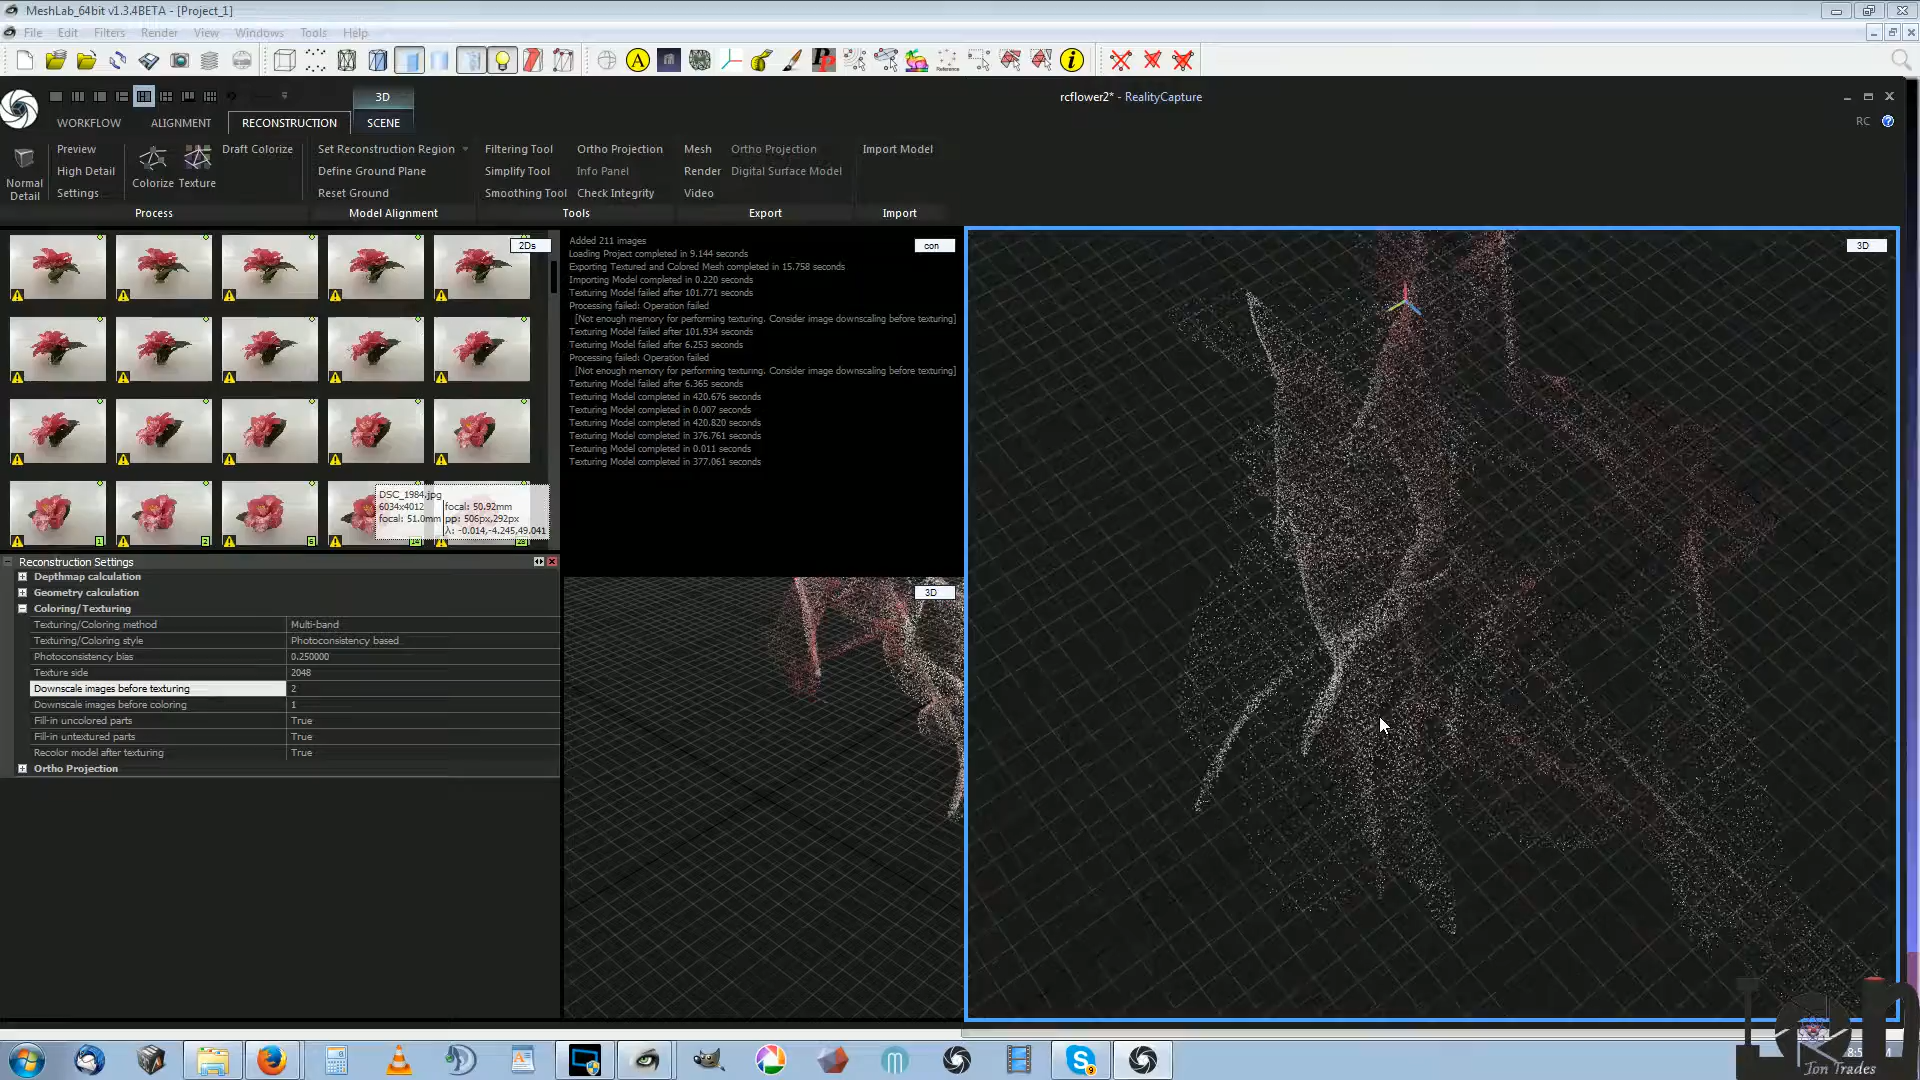 MeshLab_64bit v1.3.4BETA - [Project_1]
File Edit Filters Render View Windows Tools Help
3D
rcflower2* - RealityCapture
WORKFLOW ALIGNMENT RECONSTRUCTION SCENE
RC
Preview Draft Colorize Set Reconstruction Region Filtering Tool Ortho Projection Mesh Ortho Projection Import Model
High Detail Define Ground Plane Simplify Tool Info Panel Render Digital Surface Model
Normal Detail Settings Colorize Texture Reset Ground Smoothing Tool Check Integrity Video
Process Model Alignment Tools Export Import
2Ds
con
3D
Added 211 images
Loading Project completed in 9.144 seconds
Exporting Textured and Colored Mesh completed in 15.758 seconds
Importing Model completed in 0.220 seconds
Texturing Model failed after 101.771 seconds
Processing failed: Operation failed
[Not enough memory for performing texturing. Consider image downscaling before texturing]
Texturing Model failed after 101.934 seconds
Texturing Model failed after 6.253 seconds
Processing failed: Operation failed
[Not enough memory for performing texturing. Consider image downscaling before texturing]
Texturing Model failed after 6.365 seconds
Texturing Model completed in 420.676 seconds
Texturing Model completed in 0.007 seconds
Texturing Model completed in 420.820 seconds
Texturing Model completed in 376.761 seconds
Texturing Model completed in 0.011 seconds
Texturing Model completed in 377.061 seconds
DSC_1984.jpg
6034x4012 focal: 50.92mm
focal: 51.0mm pp: 506px,292px
λ: -0.014,-4.245,49.041
1 2 6 14 28
Reconstruction Settings
Depthmap calculation
Geometry calculation
Coloring/Texturing
Texturing/Coloring method Multi-band
Texturing/Coloring style Photoconsistency based
Photoconsistency bias 0.250000
Texture side 2048
Downscale images before texturing 2
Downscale images before coloring 1
Fill-in uncolored parts True
Fill-in untextured parts True
Recolor model after texturing True
Ortho Projection
3D
Jon Trades